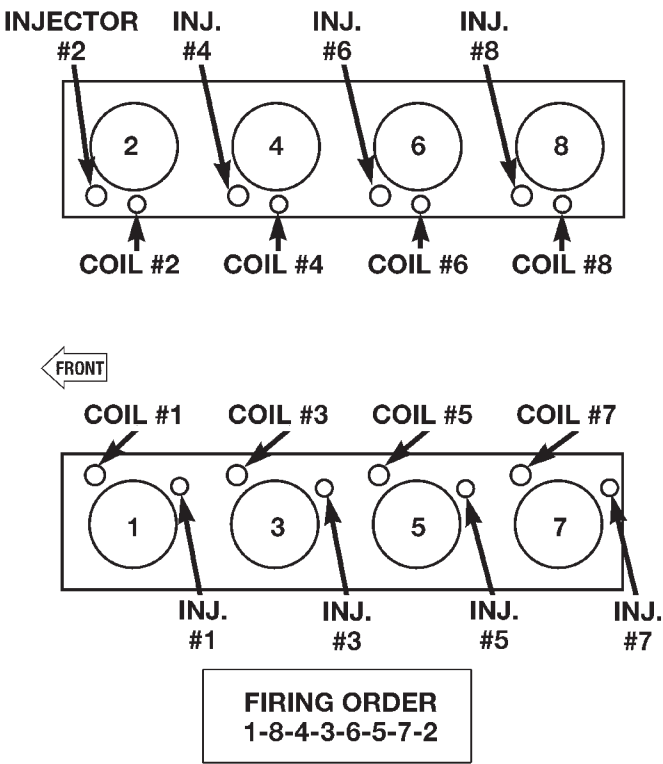 INJECTOR INJ. INJ. INJ.
#2 #4 #6 #8
2 4 6 8
COIL #2 COIL #4 COIL #6 COIL #8
FRONT
COIL #1 COIL #3 COIL #5 COIL #7
1 3 5 7
INJ. INJ. INJ. INJ.
#1 #3 #5 #7
FIRING ORDER
1-8-4-3-6-5-7-2